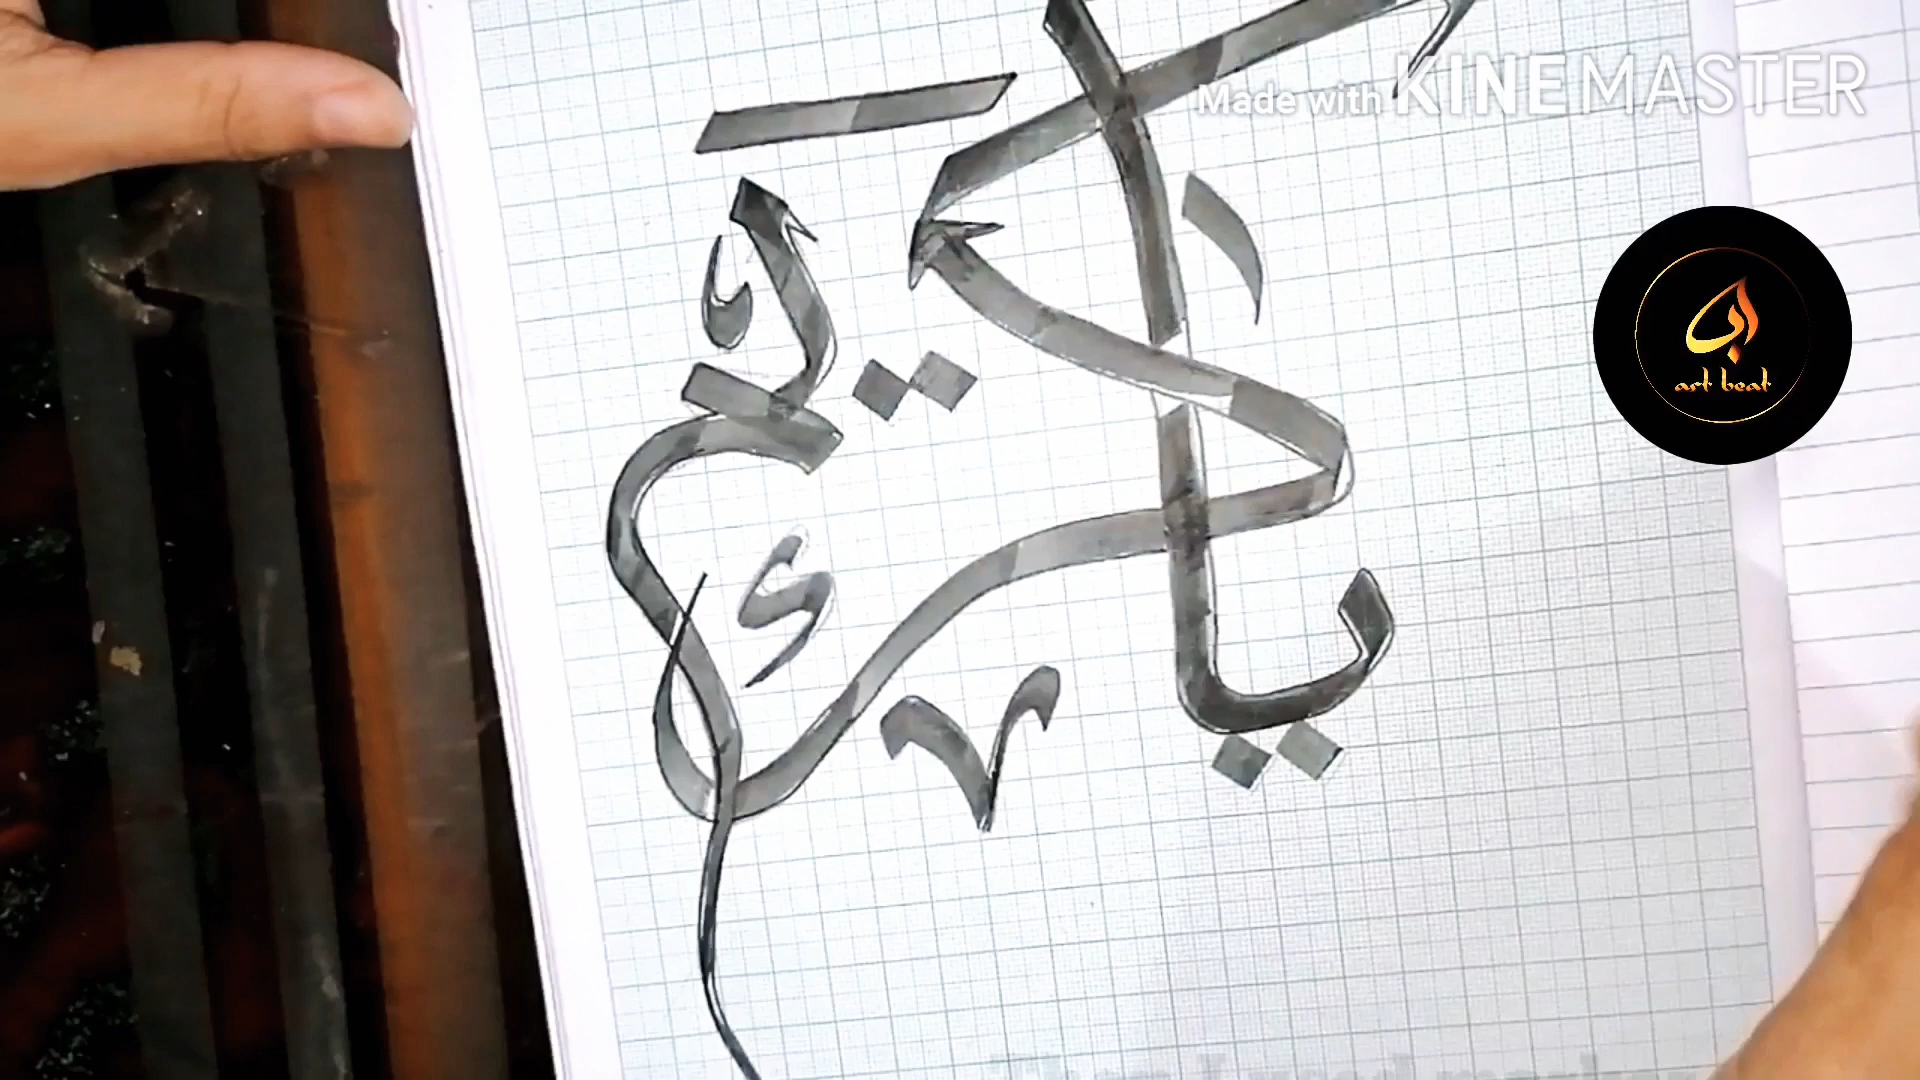 Made with KINEMASTER
يا كريم
art beat